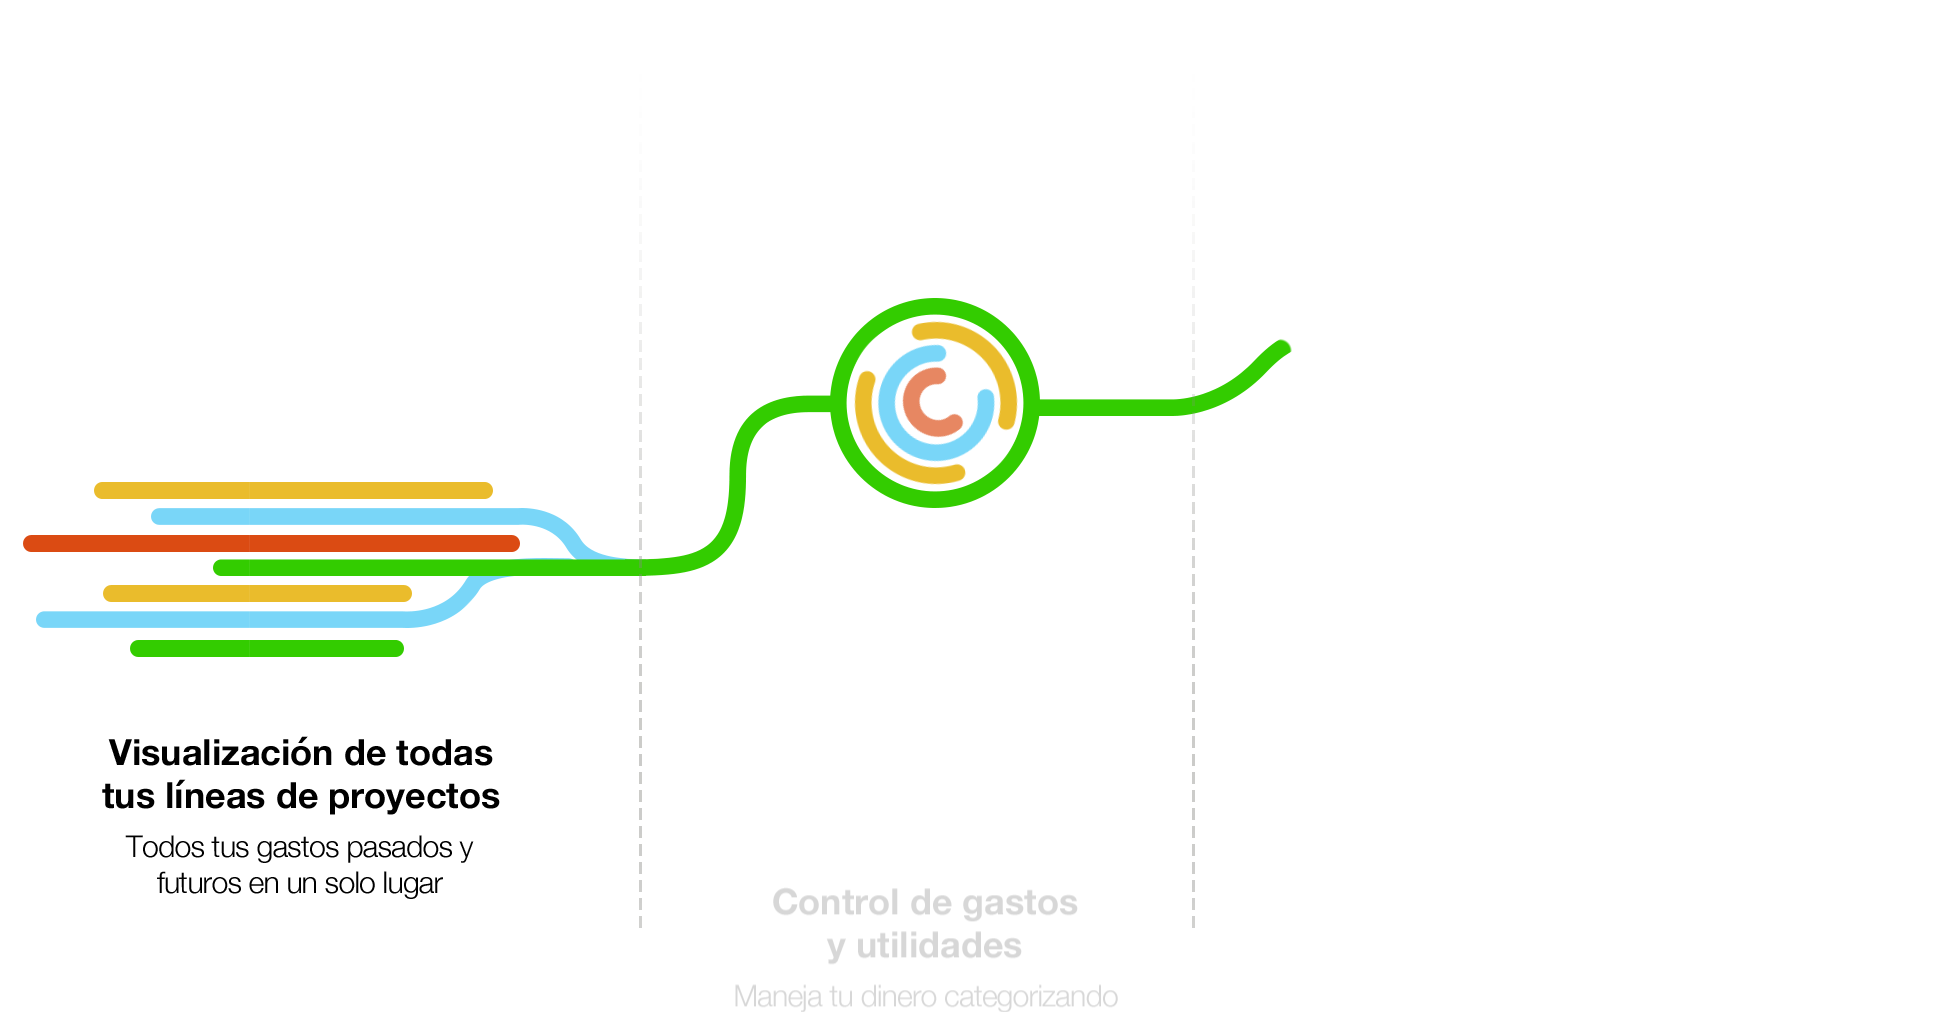 Visualización de todas
tus líneas de proyectos
Todos tus gastos pasados y
futuros en un solo lugar
Control de gastos
y utilidades
Maneja tu dinero categorizando